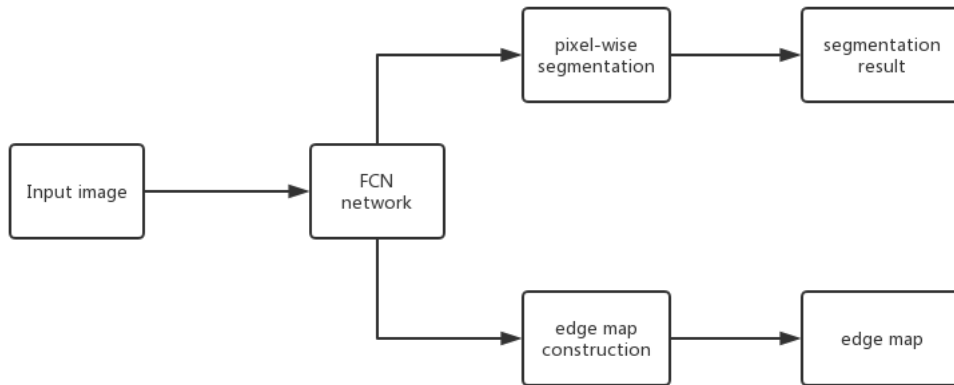 pixel-wise
segmentation
segmentation
result
Input image
FCN
network
edge map
construction
edge map